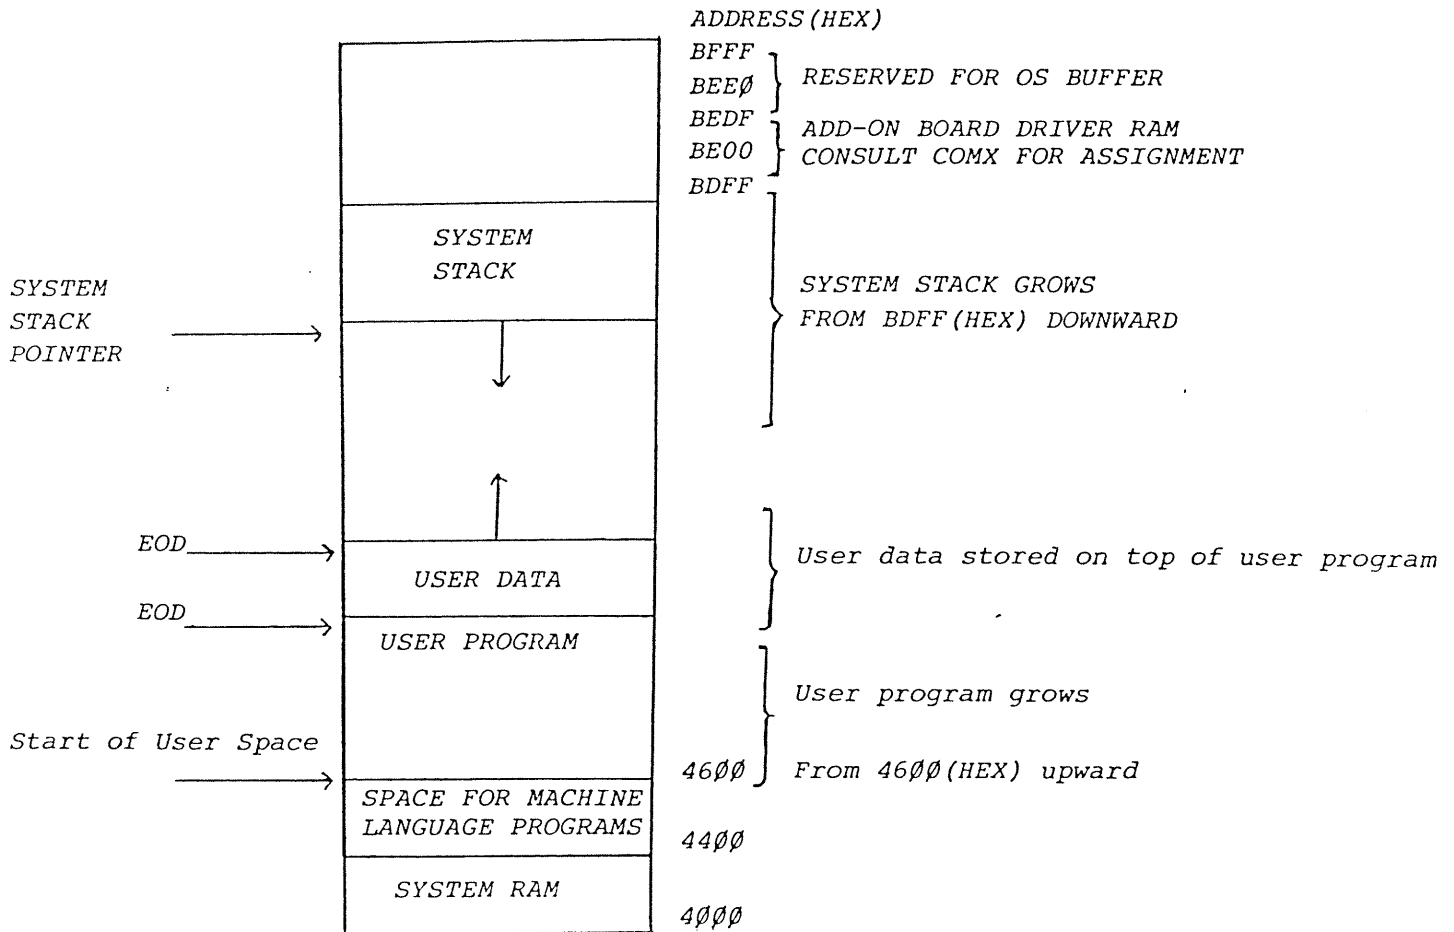 ADDRESS(HEX)
BFFF
BEEØ
RESERVED FOR OS BUFFER
BEDF
BE00
ADD-ON BOARD DRIVER RAM
CONSULT COMX FOR ASSIGNMENT
BDFF
SYSTEM
STACK
SYSTEM
STACK
POINTER
SYSTEM STACK GROWS
FROM BDFF(HEX) DOWNWARD
EOD
USER DATA
User data stored on top of user program
EOD
USER PROGRAM
User program grows
Start of User Space
46ØØ
From 46ØØ(HEX) upward
SPACE FOR MACHINE
LANGUAGE PROGRAMS
44ØØ
SYSTEM RAM
4ØØØ